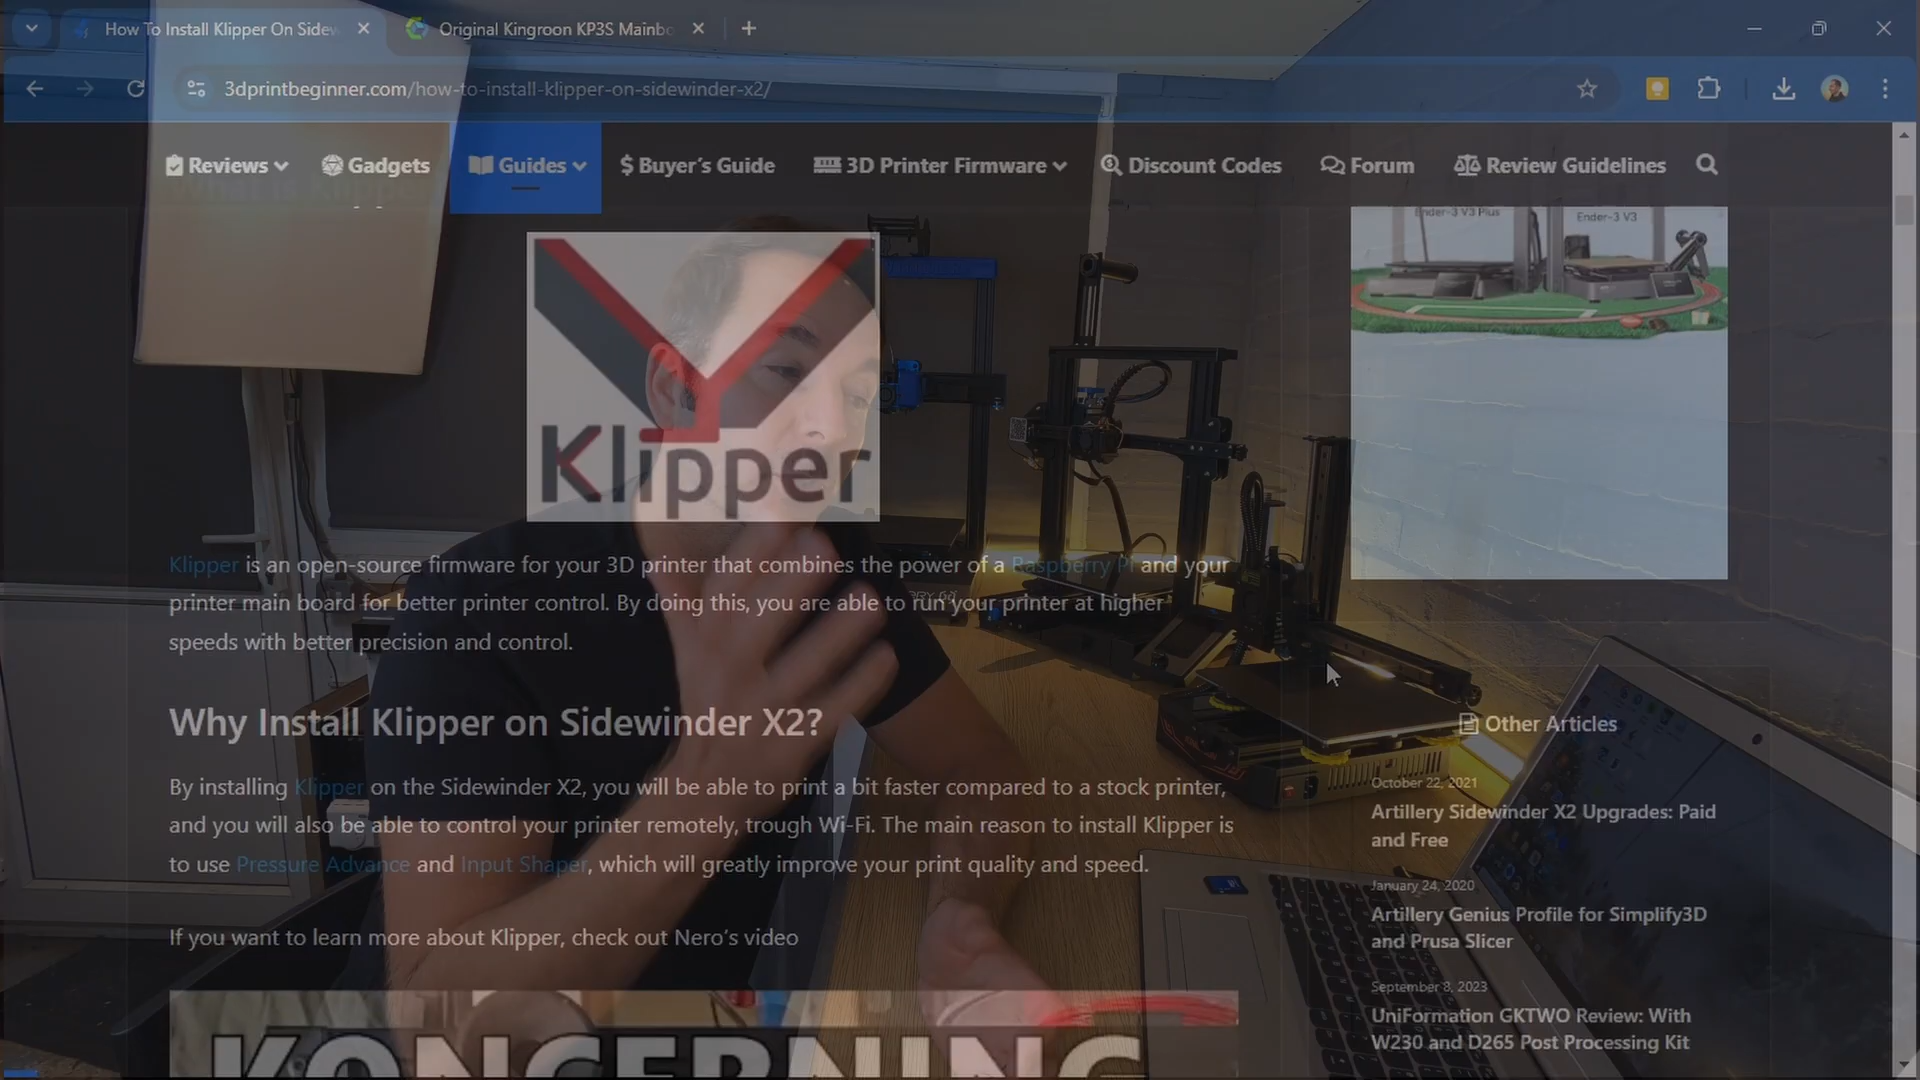 How To Install Klipper On Sidew
Original Kingroon KP3S Mainbo
3dprintbeginner.com/how-to-install-klipper-on-sidewinder-x2/
Reviews
Gadgets
Guides
Buyer's Guide
3D Printer Firmware
Discount Codes
Forum
Review Guidelines
Ender-3 V3 Plus
Ender-3 V3
Klipper
Klipper is an open-source firmware for your 3D printer that combines the power of a Raspberry Pi and your
printer main board for better printer control. By doing this, you are able to run your printer at higher
speeds with better precision and control.
Why Install Klipper on Sidewinder X2?
By installing Klipper on the Sidewinder X2, you will be able to print a bit faster compared to a stock printer,
and you will also be able to control your printer remotely, trough Wi-Fi. The main reason to install Klipper is
to use Pressure Advance and Input Shaper, which will greatly improve your print quality and speed.
If you want to learn more about Klipper, check out Nero's video
KONCERNING
Other Articles
October 22, 2021
Artillery Sidewinder X2 Upgrades: Paid
and Free
January 24, 2020
Artillery Genius Profile for Simplify3D
and Prusa Slicer
September 8, 2023
UniFormation GKTWO Review: With
W230 and D265 Post Processing Kit